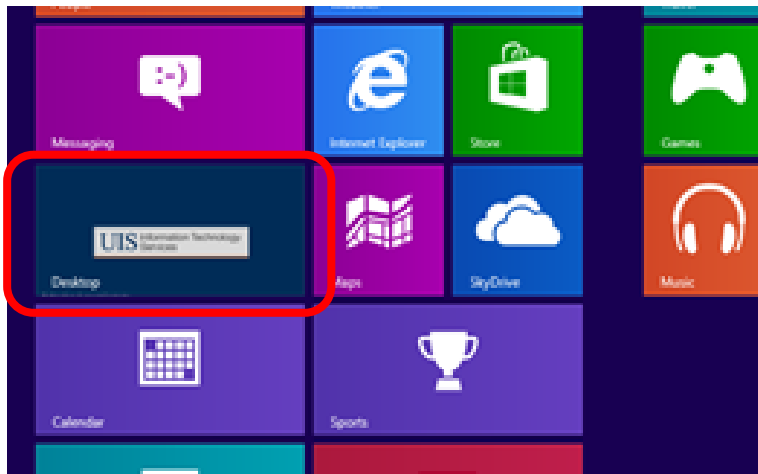 Messaging
Internet Explorer
Store
Games
UIS Information Technology
Services
Desktop
Maps
SkyDrive
Music
Calendar
Sports